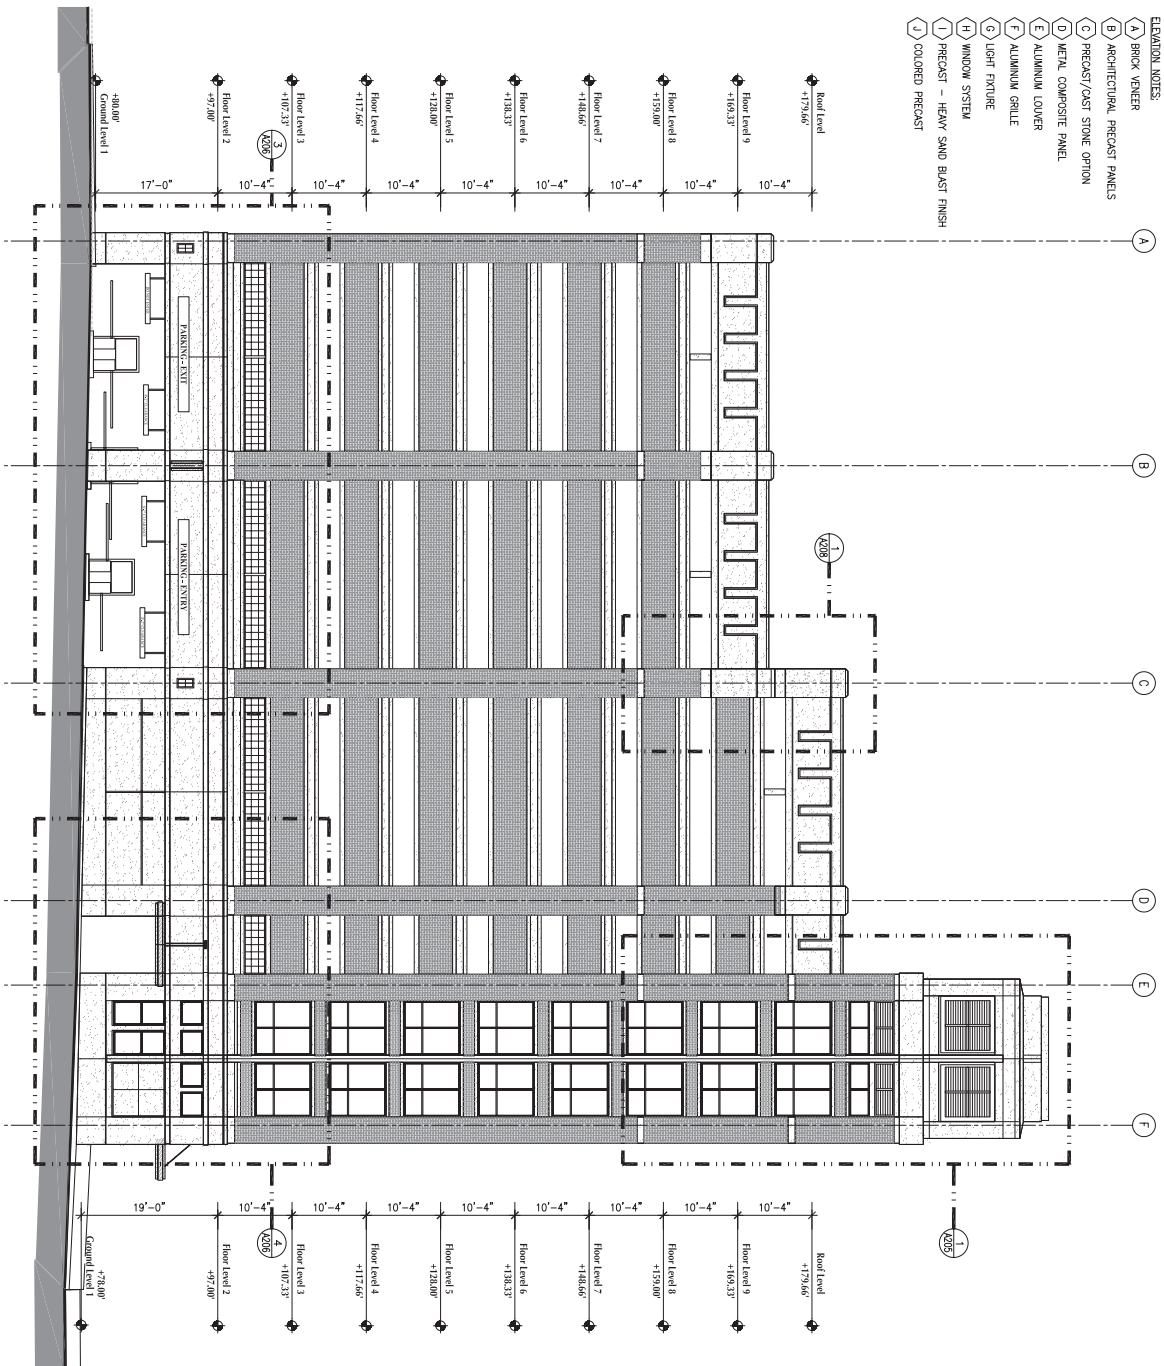 ELEVATION NOTES:
A BRICK VENEER
B ARCHITECTURAL PRECAST PANELS
C PRECAST/CAST STONE OPTION
D METAL COMPOSITE PANEL
E ALUMINUM LOUVER
F ALUMINUM GRILLE
G LIGHT FIXTURE
H WINDOW SYSTEM
I PRECAST - HEAVY SAND BLAST FINISH
J COLORED PRECAST
A
B
C
D
E
F
Roof Level
+179.66'
Floor Level 9
+169.33'
Floor Level 8
+159.00'
Floor Level 7
+148.66'
Floor Level 6
+138.33'
Floor Level 5
+128.00'
Floor Level 4
+117.66'
Floor Level 3
+107.33'
Floor Level 2
+97.00'
+80.00'
Ground Level 1
10'-4"
10'-4"
10'-4"
10'-4"
10'-4"
10'-4"
10'-4"
10'-4"
17'-0"
3
A206
1
A208
PARKING-EXIT
PARKING-ENTRY
1
A205
4
A206
10'-4"
10'-4"
10'-4"
10'-4"
10'-4"
10'-4"
10'-4"
10'-4"
19'-0"
Roof Level
+179.66'
Floor Level 9
+169.33'
Floor Level 8
+159.00'
Floor Level 7
+148.66'
Floor Level 6
+138.33'
Floor Level 5
+128.00'
Floor Level 4
+117.66'
Floor Level 3
+107.33'
Floor Level 2
+97.00'
+78.00'
Ground Level 1